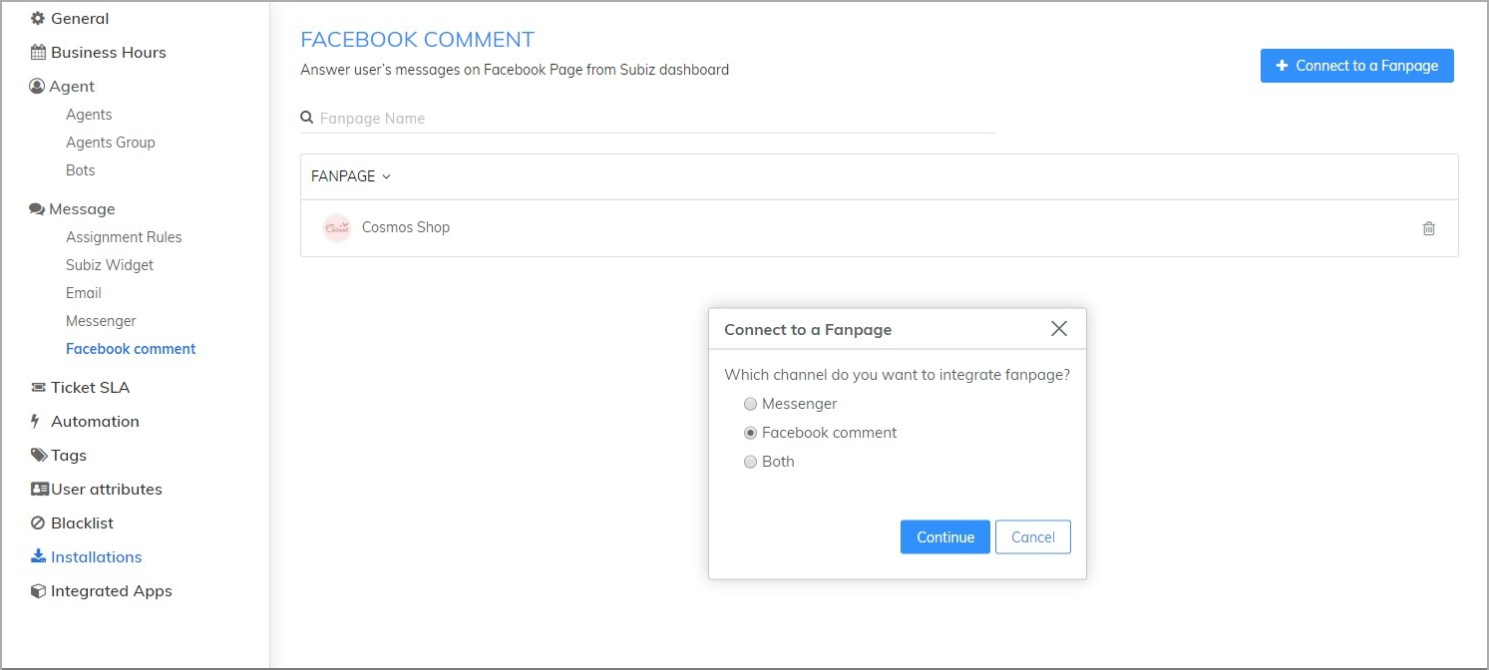 General
Business Hours
Agent
Agents
Agents Group
Bots
Message
Assignment Rules
Subiz Widget
Email
Messenger
Facebook comment
Ticket SLA
Automation
Tags
User attributes
Blacklist
Installations
Integrated Apps
FACEBOOK COMMENT
Answer user’s messages on Facebook Page from Subiz dashboard
Connect to a Fanpage
Fanpage Name
FANPAGE
Cosmos Shop
Connect to a Fanpage
Which channel do you want to integrate fanpage?
Messenger
Facebook comment
Both
Continue
Cancel